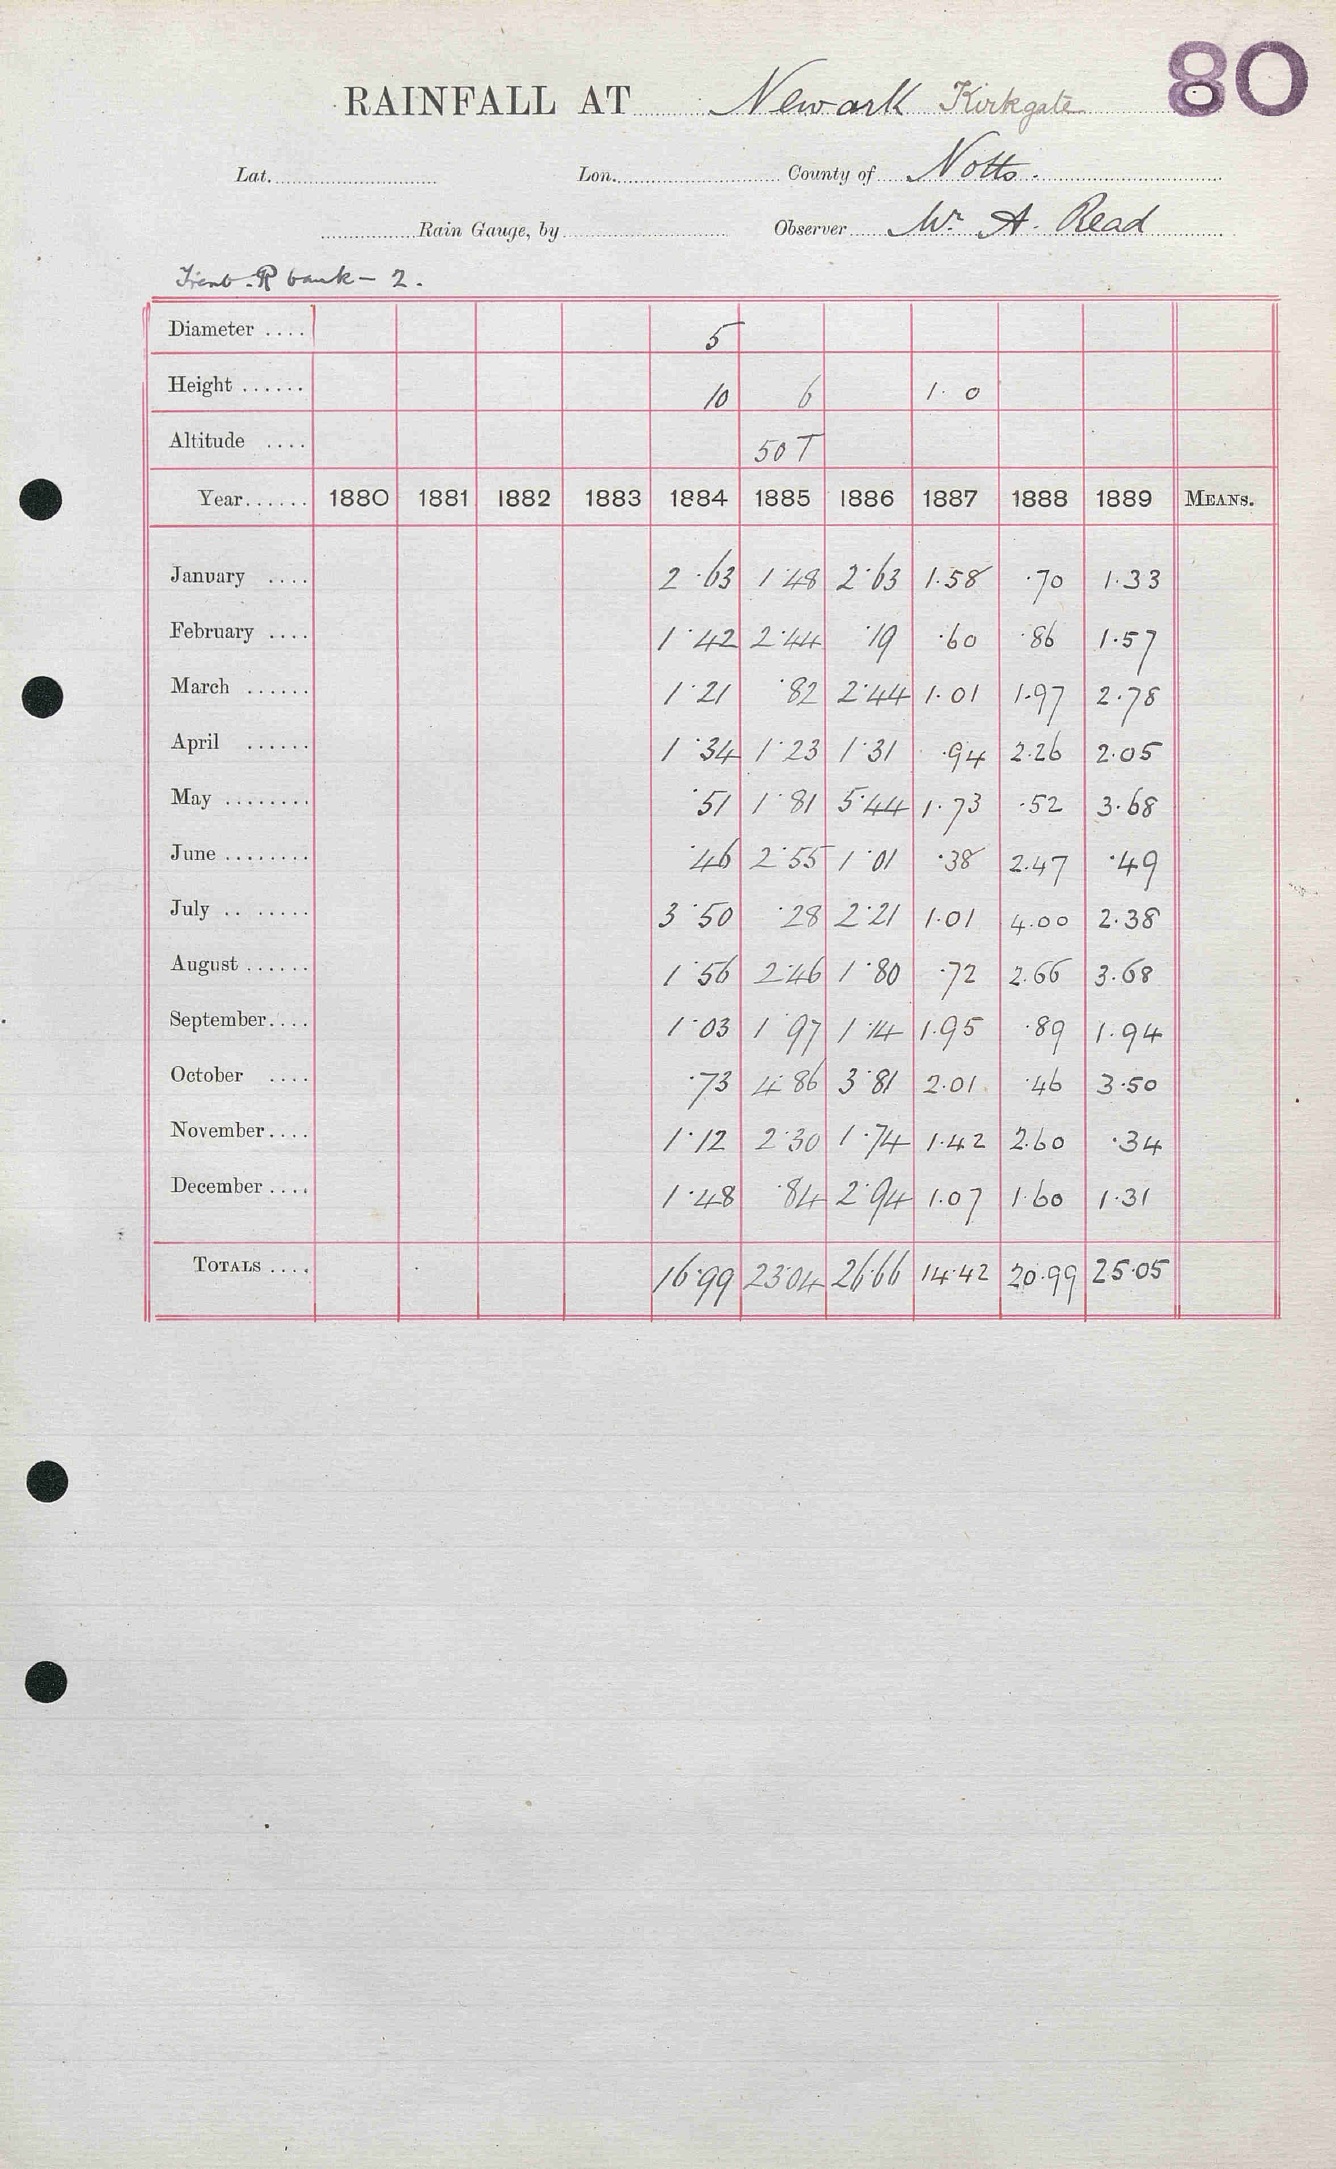 80
RAINFALL AT Newark Kirkgate
Lat. Lon. County of Notts.
Rain Gauge, by Observer Mr. A. Read
Trent - R bank - 2.
Diameter .... 5
Height ...... 10 6 1. 0
Altitude .... 50 T
Year...... 1880 1881 1882 1883 1884 1885 1886 1887 1888 1889 MEANS.
January .... 2.63 1.48 2.63 1.58 .70 1.33
February .... 1.42 2.44 .19 .60 .86 1.57
March ...... 1.21 .82 2.44 1.01 1.97 2.78
April ...... 1.34 1.23 1.31 .94 2.26 2.05
May ........ .51 1.81 5.44 1.73 .52 3.68
June ........ .46 2.55 1.01 .38 2.47 .49
July .. ..... 3.50 .28 2.21 1.01 4.00 2.38
August ...... 1.56 2.46 1.80 .72 2.66 3.68
September.... 1.03 1.97 1.14 1.95 .89 1.94
October .... .73 4.86 3.81 2.01 .46 3.50
November.... 1.12 2.30 1.74 1.42 2.60 .34
December .... 1.48 .84 2.94 1.07 1.60 1.31
TOTALS .... 16.99 23.04 26.66 14.42 20.99 25.05